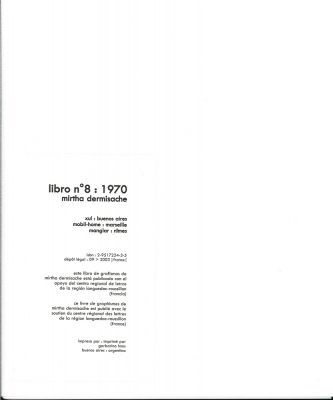 libro n°8 : 1970
mirtha dermisache
xul : buenos aires
mobil-home : marseille
manglar : nîmes
isbn : 2-9517234-3-3
dépôt légal : 09 > 2003 (France)
este libro de grafismos de
mirtha dermisache está publicado con el
apoyo del centro regional de letras
de la región languedoc-roussillon
(Francia)
ce livre de graphismes de
mirtha dermisache est publié avec le
soutien du centre régional des lettres
de la région languedoc-roussillon
(France)
impreso por : imprimé par
buenos aires : argentina